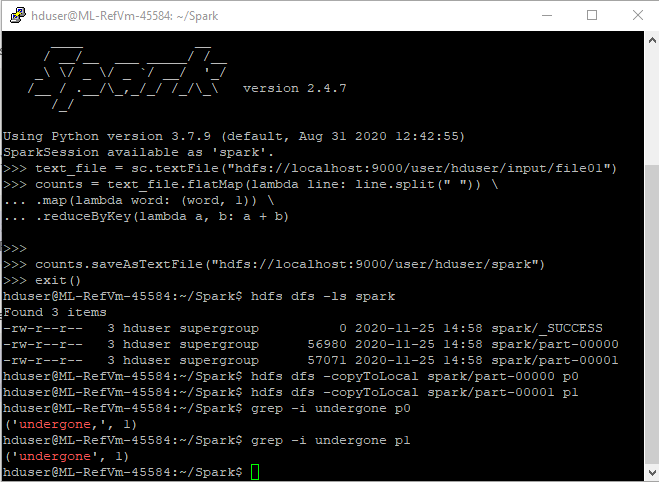 hduser@ML-RefVm-45584: ~/Spark
      ____              __
     / __/__  ___ _____/ /__
    _\ \/ _ \/ _ `/ __/  '_/
   /__ / .__/\_,_/_/ /_/\_\   version 2.4.7
      /_/
Using Python version 3.7.9 (default, Aug 31 2020 12:42:55)
SparkSession available as 'spark'.
>>> text_file = sc.textFile("hdfs://localhost:9000/user/hduser/input/file01")
>>> counts = text_file.flatMap(lambda line: line.split(" ")) \
... .map(lambda word: (word, 1)) \
... .reduceByKey(lambda a, b: a + b)
>>>
>>> counts.saveAsTextFile("hdfs://localhost:9000/user/hduser/spark")
>>> exit()
hduser@ML-RefVm-45584:~/Spark$ hdfs dfs -ls spark
Found 3 items
-rw-r--r--   3 hduser supergroup          0 2020-11-25 14:58 spark/_SUCCESS
-rw-r--r--   3 hduser supergroup      56980 2020-11-25 14:58 spark/part-00000
-rw-r--r--   3 hduser supergroup      57071 2020-11-25 14:58 spark/part-00001
hduser@ML-RefVm-45584:~/Spark$ hdfs dfs -copyToLocal spark/part-00000 p0
hduser@ML-RefVm-45584:~/Spark$ hdfs dfs -copyToLocal spark/part-00001 p1
hduser@ML-RefVm-45584:~/Spark$ grep -i undergone p0
('undergone,', 1)
hduser@ML-RefVm-45584:~/Spark$ grep -i undergone p1
('undergone', 1)
hduser@ML-RefVm-45584:~/Spark$